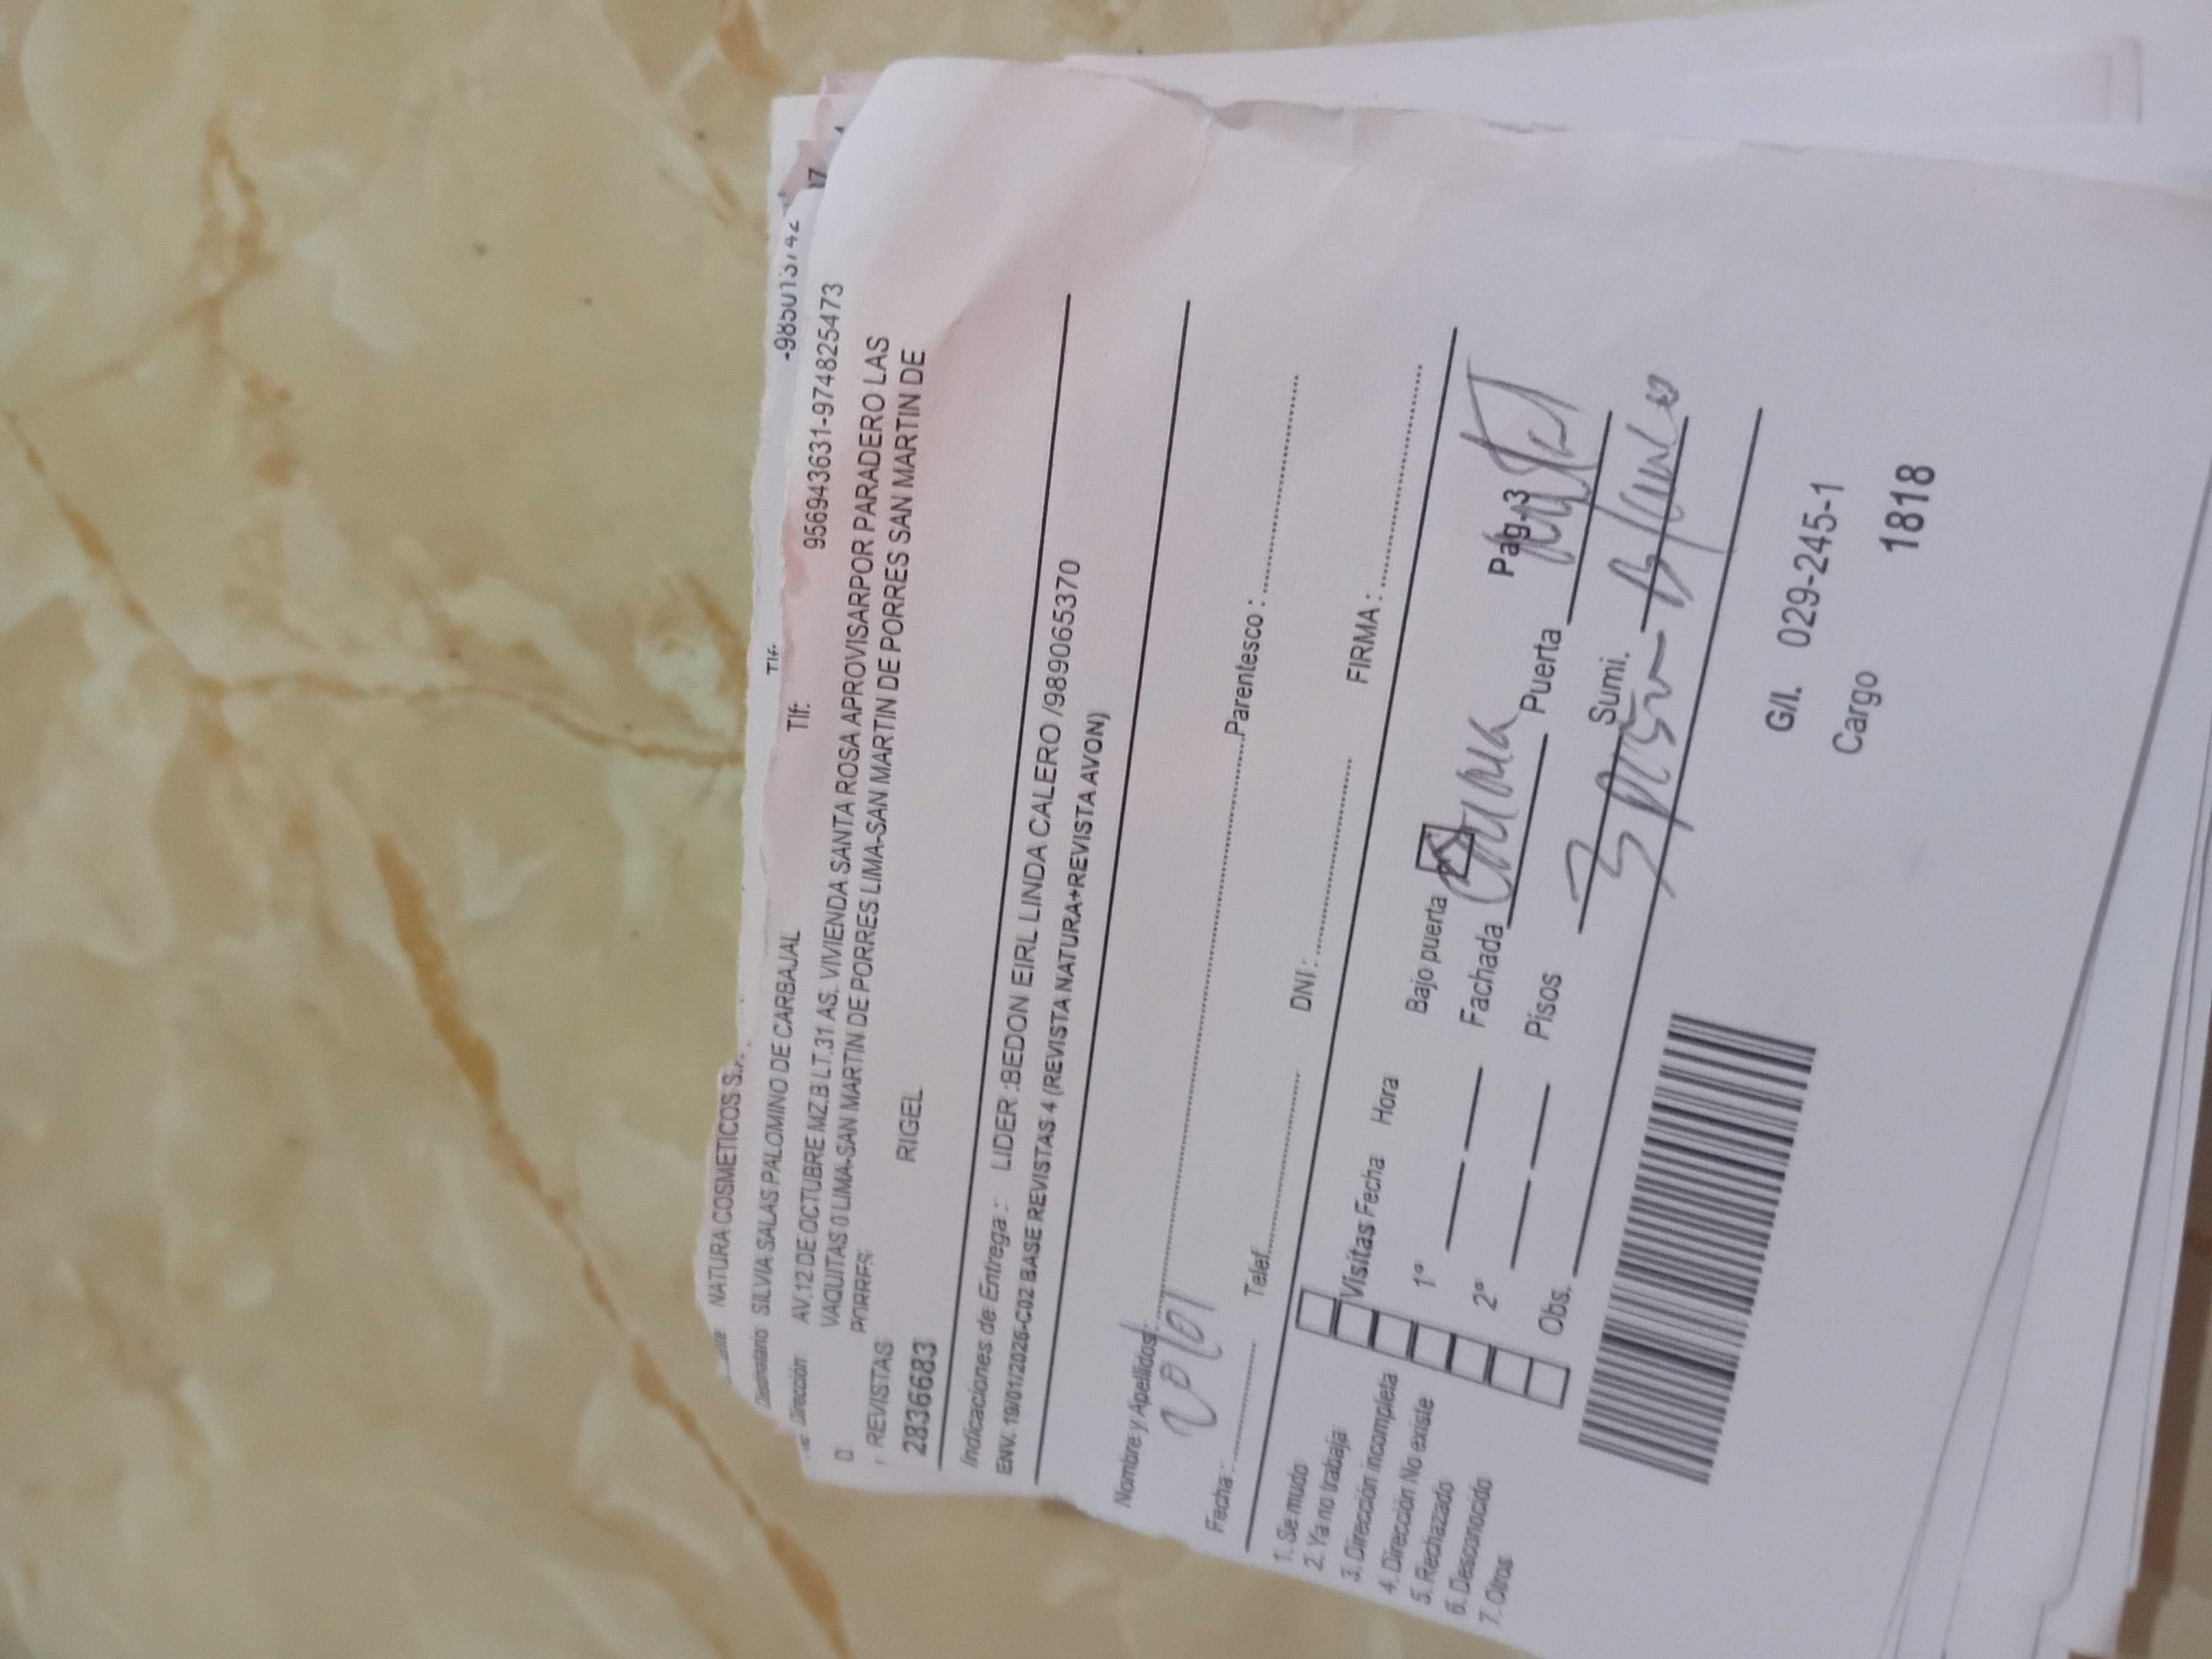 NATURA COSMETICOS S.
Tlf.
Destinatario SILVIA SALAS PALOMINO DE CARBAJAL Tlf: 956943631-974825473
Dirección AV.12 DE OCTUBRE MZ.B LT.31 AS. VIVIENDA SANTA ROSA APROVISARPOR PARADERO LAS
VAQUITAS 0 LIMA-SAN MARTIN DE PORRES LIMA-SAN MARTIN DE PORRES SAN MARTIN DE
PORRES
REVISTAS
2836683 RIGEL
Indicaciones de Entrega : LIDER :BEDON EIRL LINDA CALERO /989065370
ENV. 19/01/2026-C02 BASE REVISTAS 4 (REVISTA NATURA+REVISTA AVON)
Nombre y Apellidos:
Fecha : Telef. Parentesco :
DNI : FIRMA :
1. Se mudo
2. Ya no trabaja
3. Dirección incompleta
4. Dirección No existe
5. Rechazado
6. Desconocido
7. Otros
Visitas Fecha Hora Bajo puerta Pag.3
1° Fachada Puerta
2° Pisos Sumi.
Obs.
G/I. 029-245-1
Cargo 1818